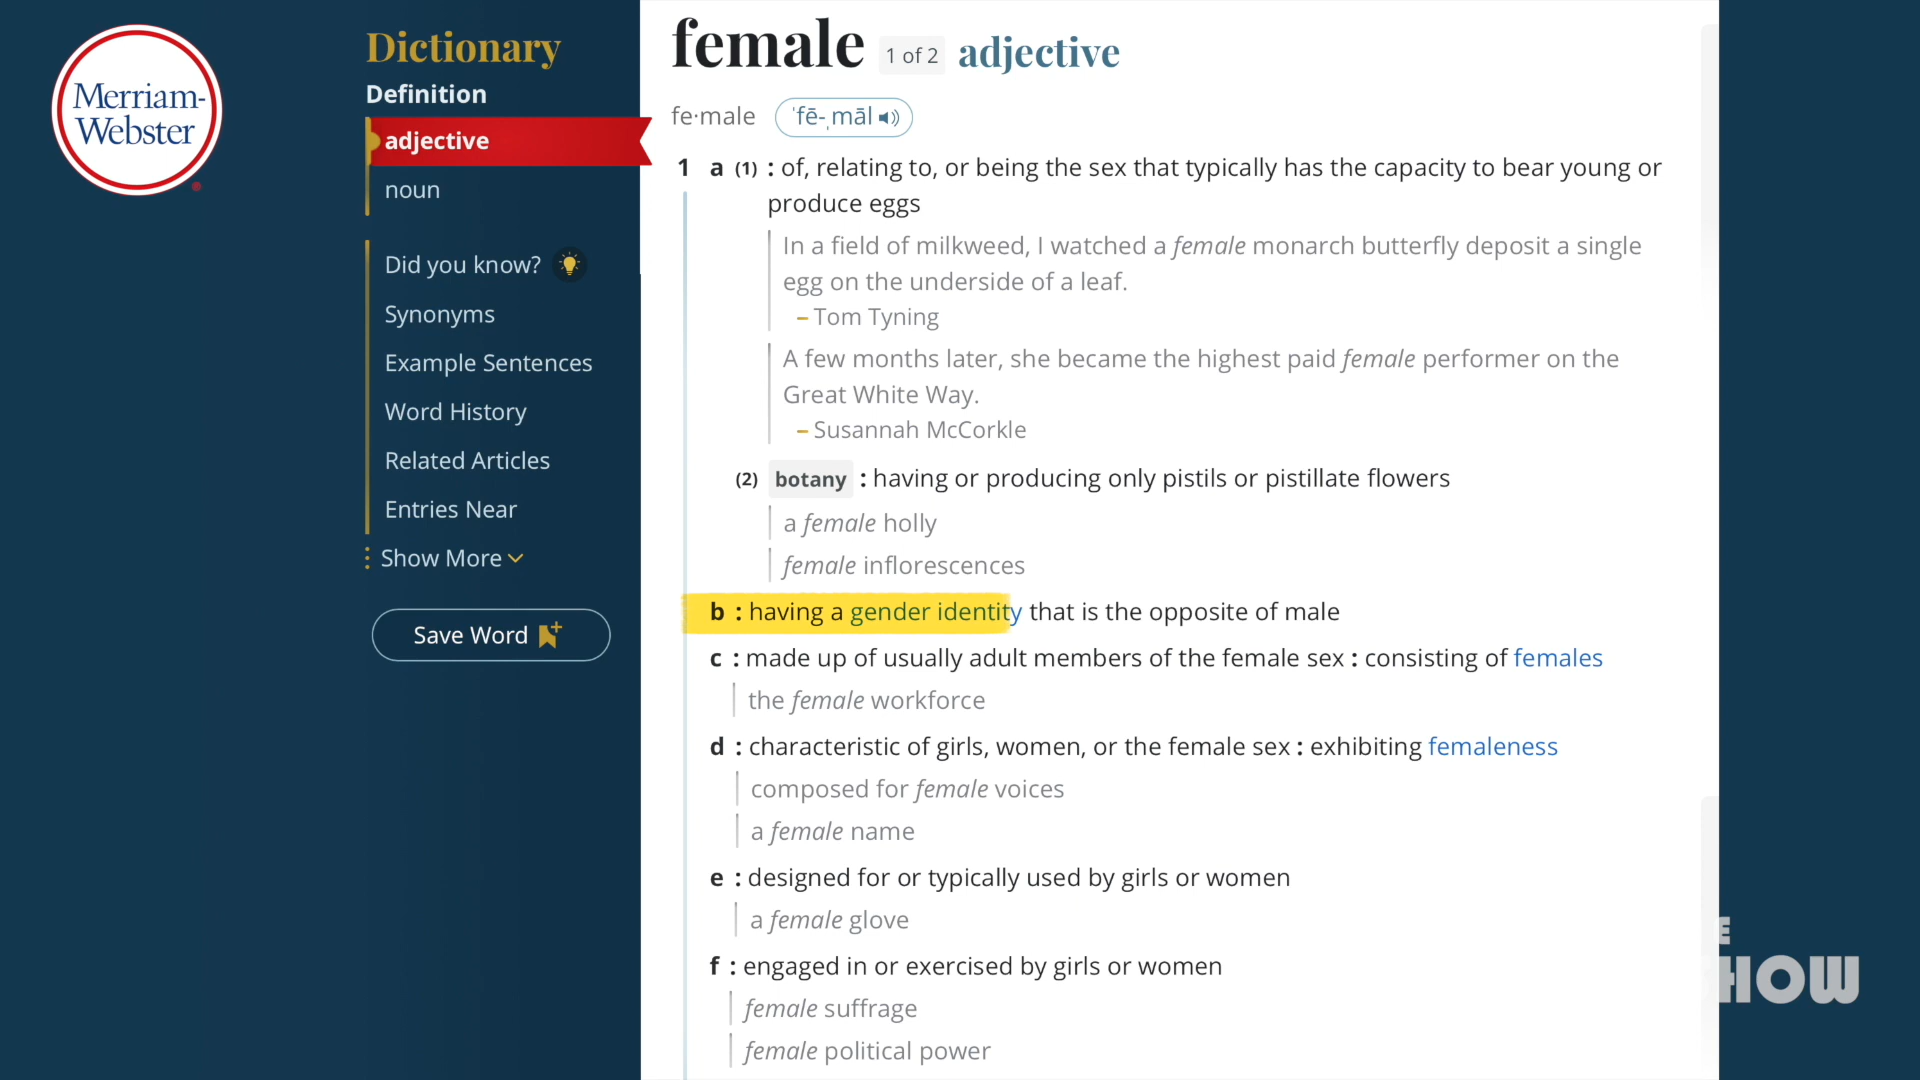 Merriam-
Webster
Dictionary
Definition
adjective
noun
Did you know?
Synonyms
Example Sentences
Word History
Related Articles
Entries Near
Show More
Save Word
female 1 of 2 adjective
fe·male ˈfē-ˌmāl
1 a (1) : of, relating to, or being the sex that typically has the capacity to bear young or
produce eggs
In a field of milkweed, I watched a female monarch butterfly deposit a single
egg on the underside of a leaf.
– Tom Tyning
A few months later, she became the highest paid female performer on the
Great White Way.
– Susannah McCorkle
(2) botany : having or producing only pistils or pistillate flowers
a female holly
female inflorescences
b : having a gender identity that is the opposite of male
c : made up of usually adult members of the female sex : consisting of females
the female workforce
d : characteristic of girls, women, or the female sex : exhibiting femaleness
composed for female voices
a female name
e : designed for or typically used by girls or women
a female glove
f : engaged in or exercised by girls or women
female suffrage
female political power
E
HOW